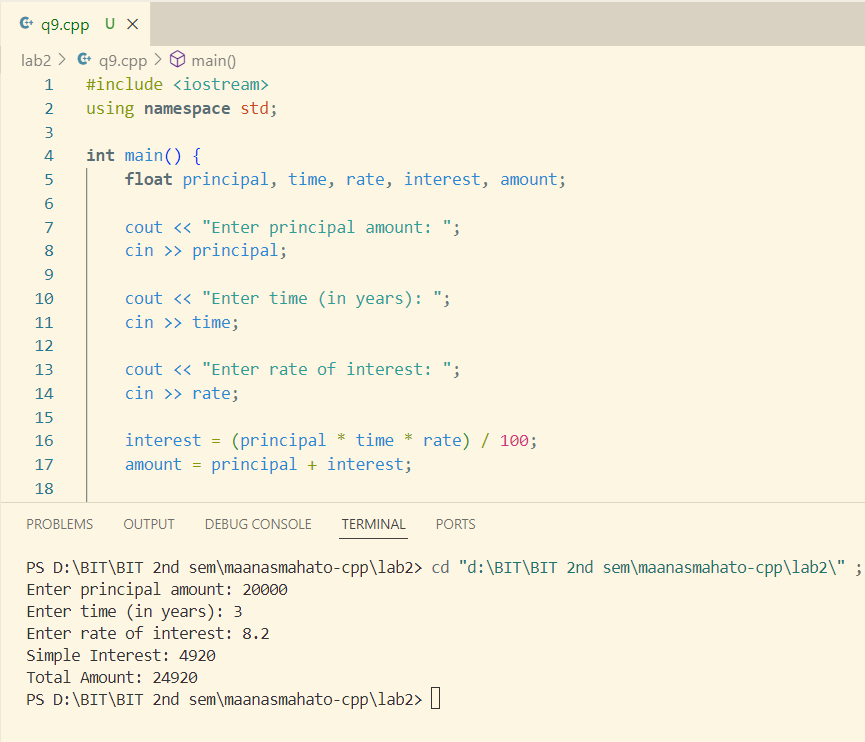 q9.cpp U
lab2 > q9.cpp > main()
1 #include <iostream>
2 using namespace std;
3
4 int main() {
5     float principal, time, rate, interest, amount;
6
7     cout << "Enter principal amount: ";
8     cin >> principal;
9
10     cout << "Enter time (in years): ";
11     cin >> time;
12
13     cout << "Enter rate of interest: ";
14     cin >> rate;
15
16     interest = (principal * time * rate) / 100;
17     amount = principal + interest;
18
PROBLEMS OUTPUT DEBUG CONSOLE TERMINAL PORTS
PS D:\BIT\BIT 2nd sem\maanasmahato-cpp\lab2> cd "d:\BIT\BIT 2nd sem\maanasmahato-cpp\lab2\" ;
Enter principal amount: 20000
Enter time (in years): 3
Enter rate of interest: 8.2
Simple Interest: 4920
Total Amount: 24920
PS D:\BIT\BIT 2nd sem\maanasmahato-cpp\lab2>